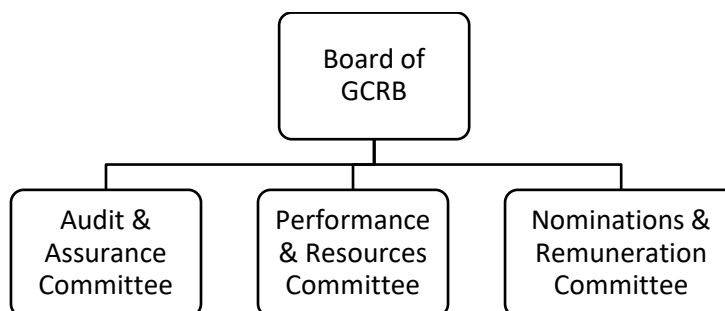 Board of
GCRB
Audit &
Assurance
Committee
Performance
& Resources
Committee
Nominations &
Remuneration
Committee